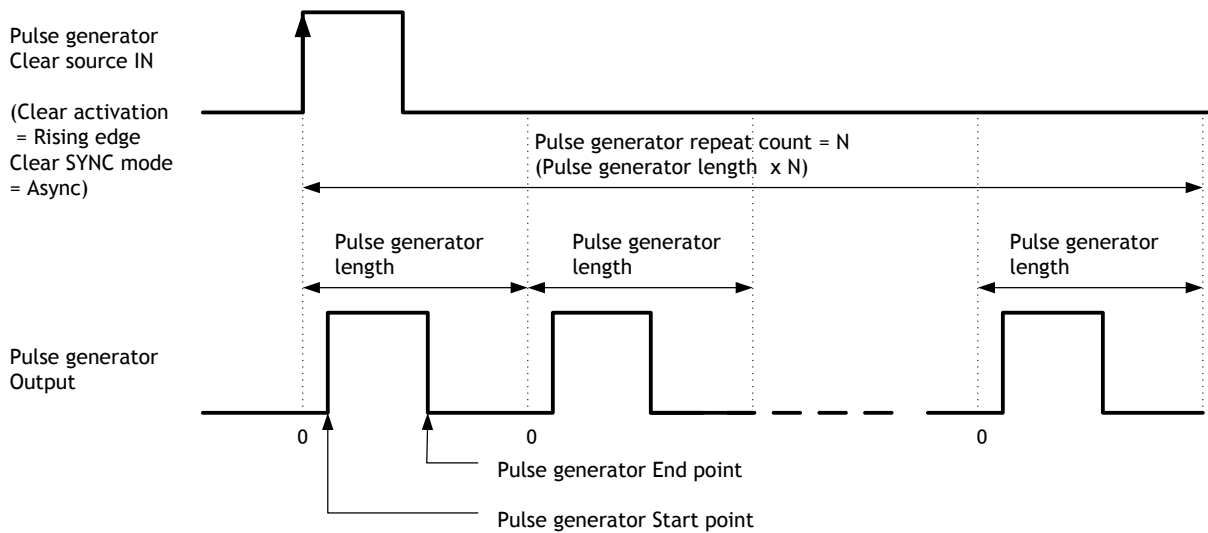 Pulse generator
Clear source IN
(Clear activation
= Rising edge
Clear SYNC mode
= Async)
Pulse generator repeat count = N
(Pulse generator length x N)
Pulse generator
length
Pulse generator
length
Pulse generator
length
Pulse generator
Output
0
0
0
Pulse generator End point
Pulse generator Start point